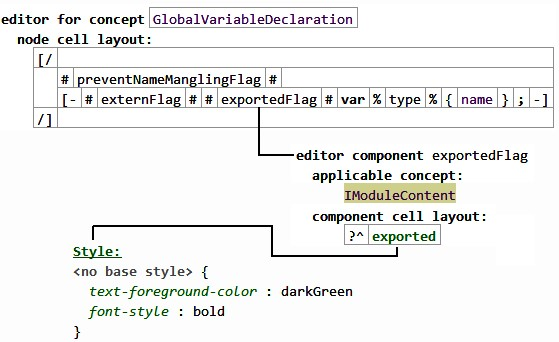 editor for concept GlobalVariableDeclaration
node cell layout:
[/
# preventNameManglingFlag #
[- # externFlag # # exportedFlag # var % type % { name } ; -]
/]
editor component exportedFlag
applicable concept:
IModuleContent
component cell layout:
?^ exported
Style:
<no base style> {
text-foreground-color : darkGreen
font-style : bold
}